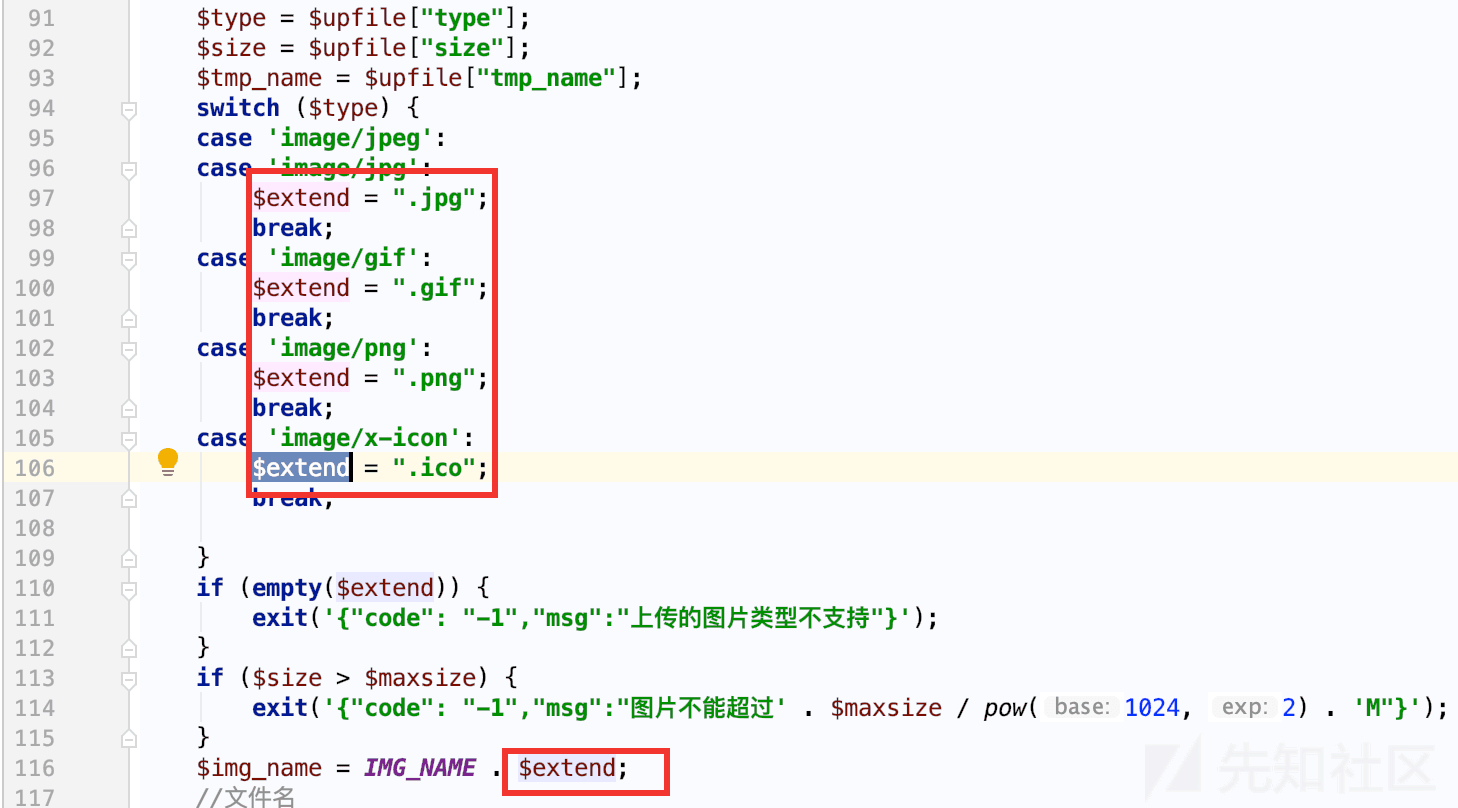 91 $type = $upfile["type"];
92 $size = $upfile["size"];
93 $tmp_name = $upfile["tmp_name"];
94 switch ($type) {
95 case 'image/jpeg':
96 case 'image/jpg':
97 $extend = ".jpg";
98 break;
99 case 'image/gif':
100 $extend = ".gif";
101 break;
102 case 'image/png':
103 $extend = ".png";
104 break;
105 case 'image/x-icon':
106 $extend = ".ico";
107 break;
108
109 }
110 if (empty($extend)) {
111 exit('{"code": "-1","msg":"上传的图片类型不支持"}');
112 }
113 if ($size > $maxsize) {
114 exit('{"code": "-1","msg":"图片不能超过' . $maxsize / pow( base: 1024, exp: 2) . 'M"}');
115 }
116 $img_name = IMG_NAME . $extend;
117 //文件名
先知社区